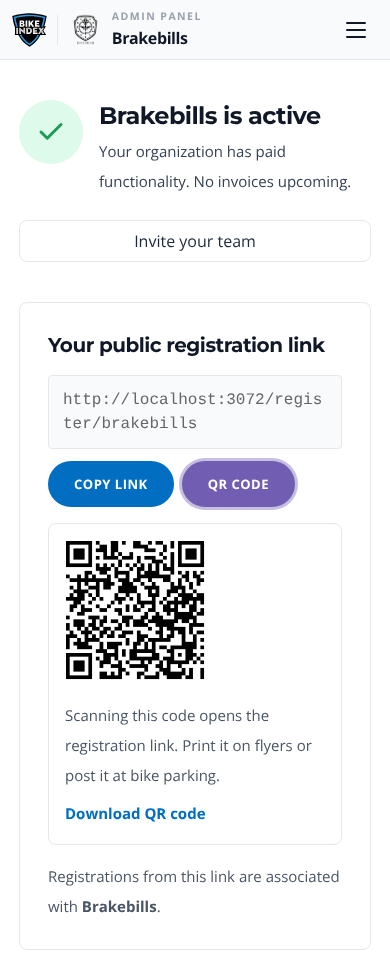 BIKE
INDEX
ADMIN PANEL
Brakebills
Brakebills is active
Your organization has paid
functionality. No invoices upcoming.
Invite your team
Your public registration link
http://localhost:3072/regis
ter/brakebills
COPY LINK
QR CODE
Scanning this code opens the
registration link. Print it on flyers or
post it at bike parking.
Download QR code
Registrations from this link are associated
with Brakebills.